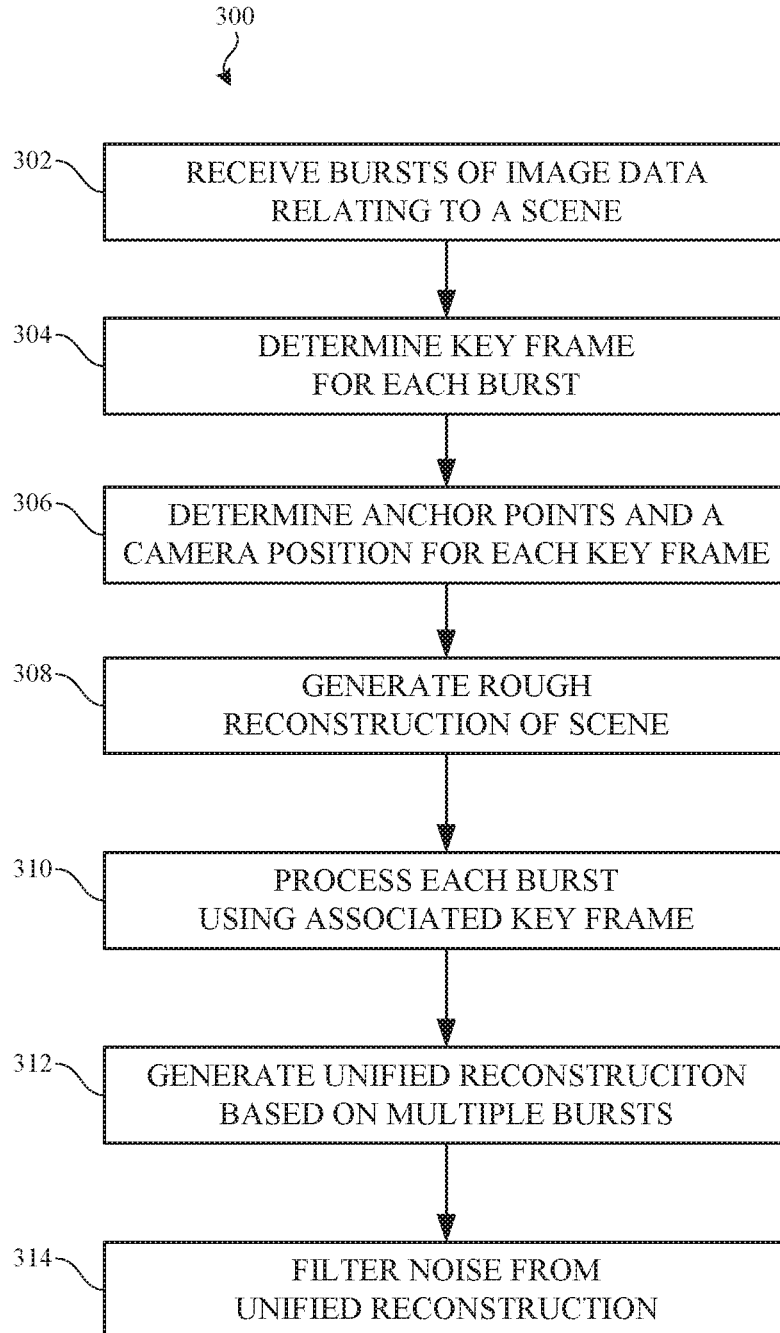 300
302
RECEIVE BURSTS OF IMAGE DATA
RELATING TO A SCENE
304
DETERMINE KEY FRAME
FOR EACH BURST
306
DETERMINE ANCHOR POINTS AND A
CAMERA POSITION FOR EACH KEY FRAME
308
GENERATE ROUGH
RECONSTRUCTION OF SCENE
310
PROCESS EACH BURST
USING ASSOCIATED KEY FRAME
312
GENERATE UNIFIED RECONSTRUCITON
BASED ON MULTIPLE BURSTS
314
FILTER NOISE FROM
UNIFIED RECONSTRUCTION